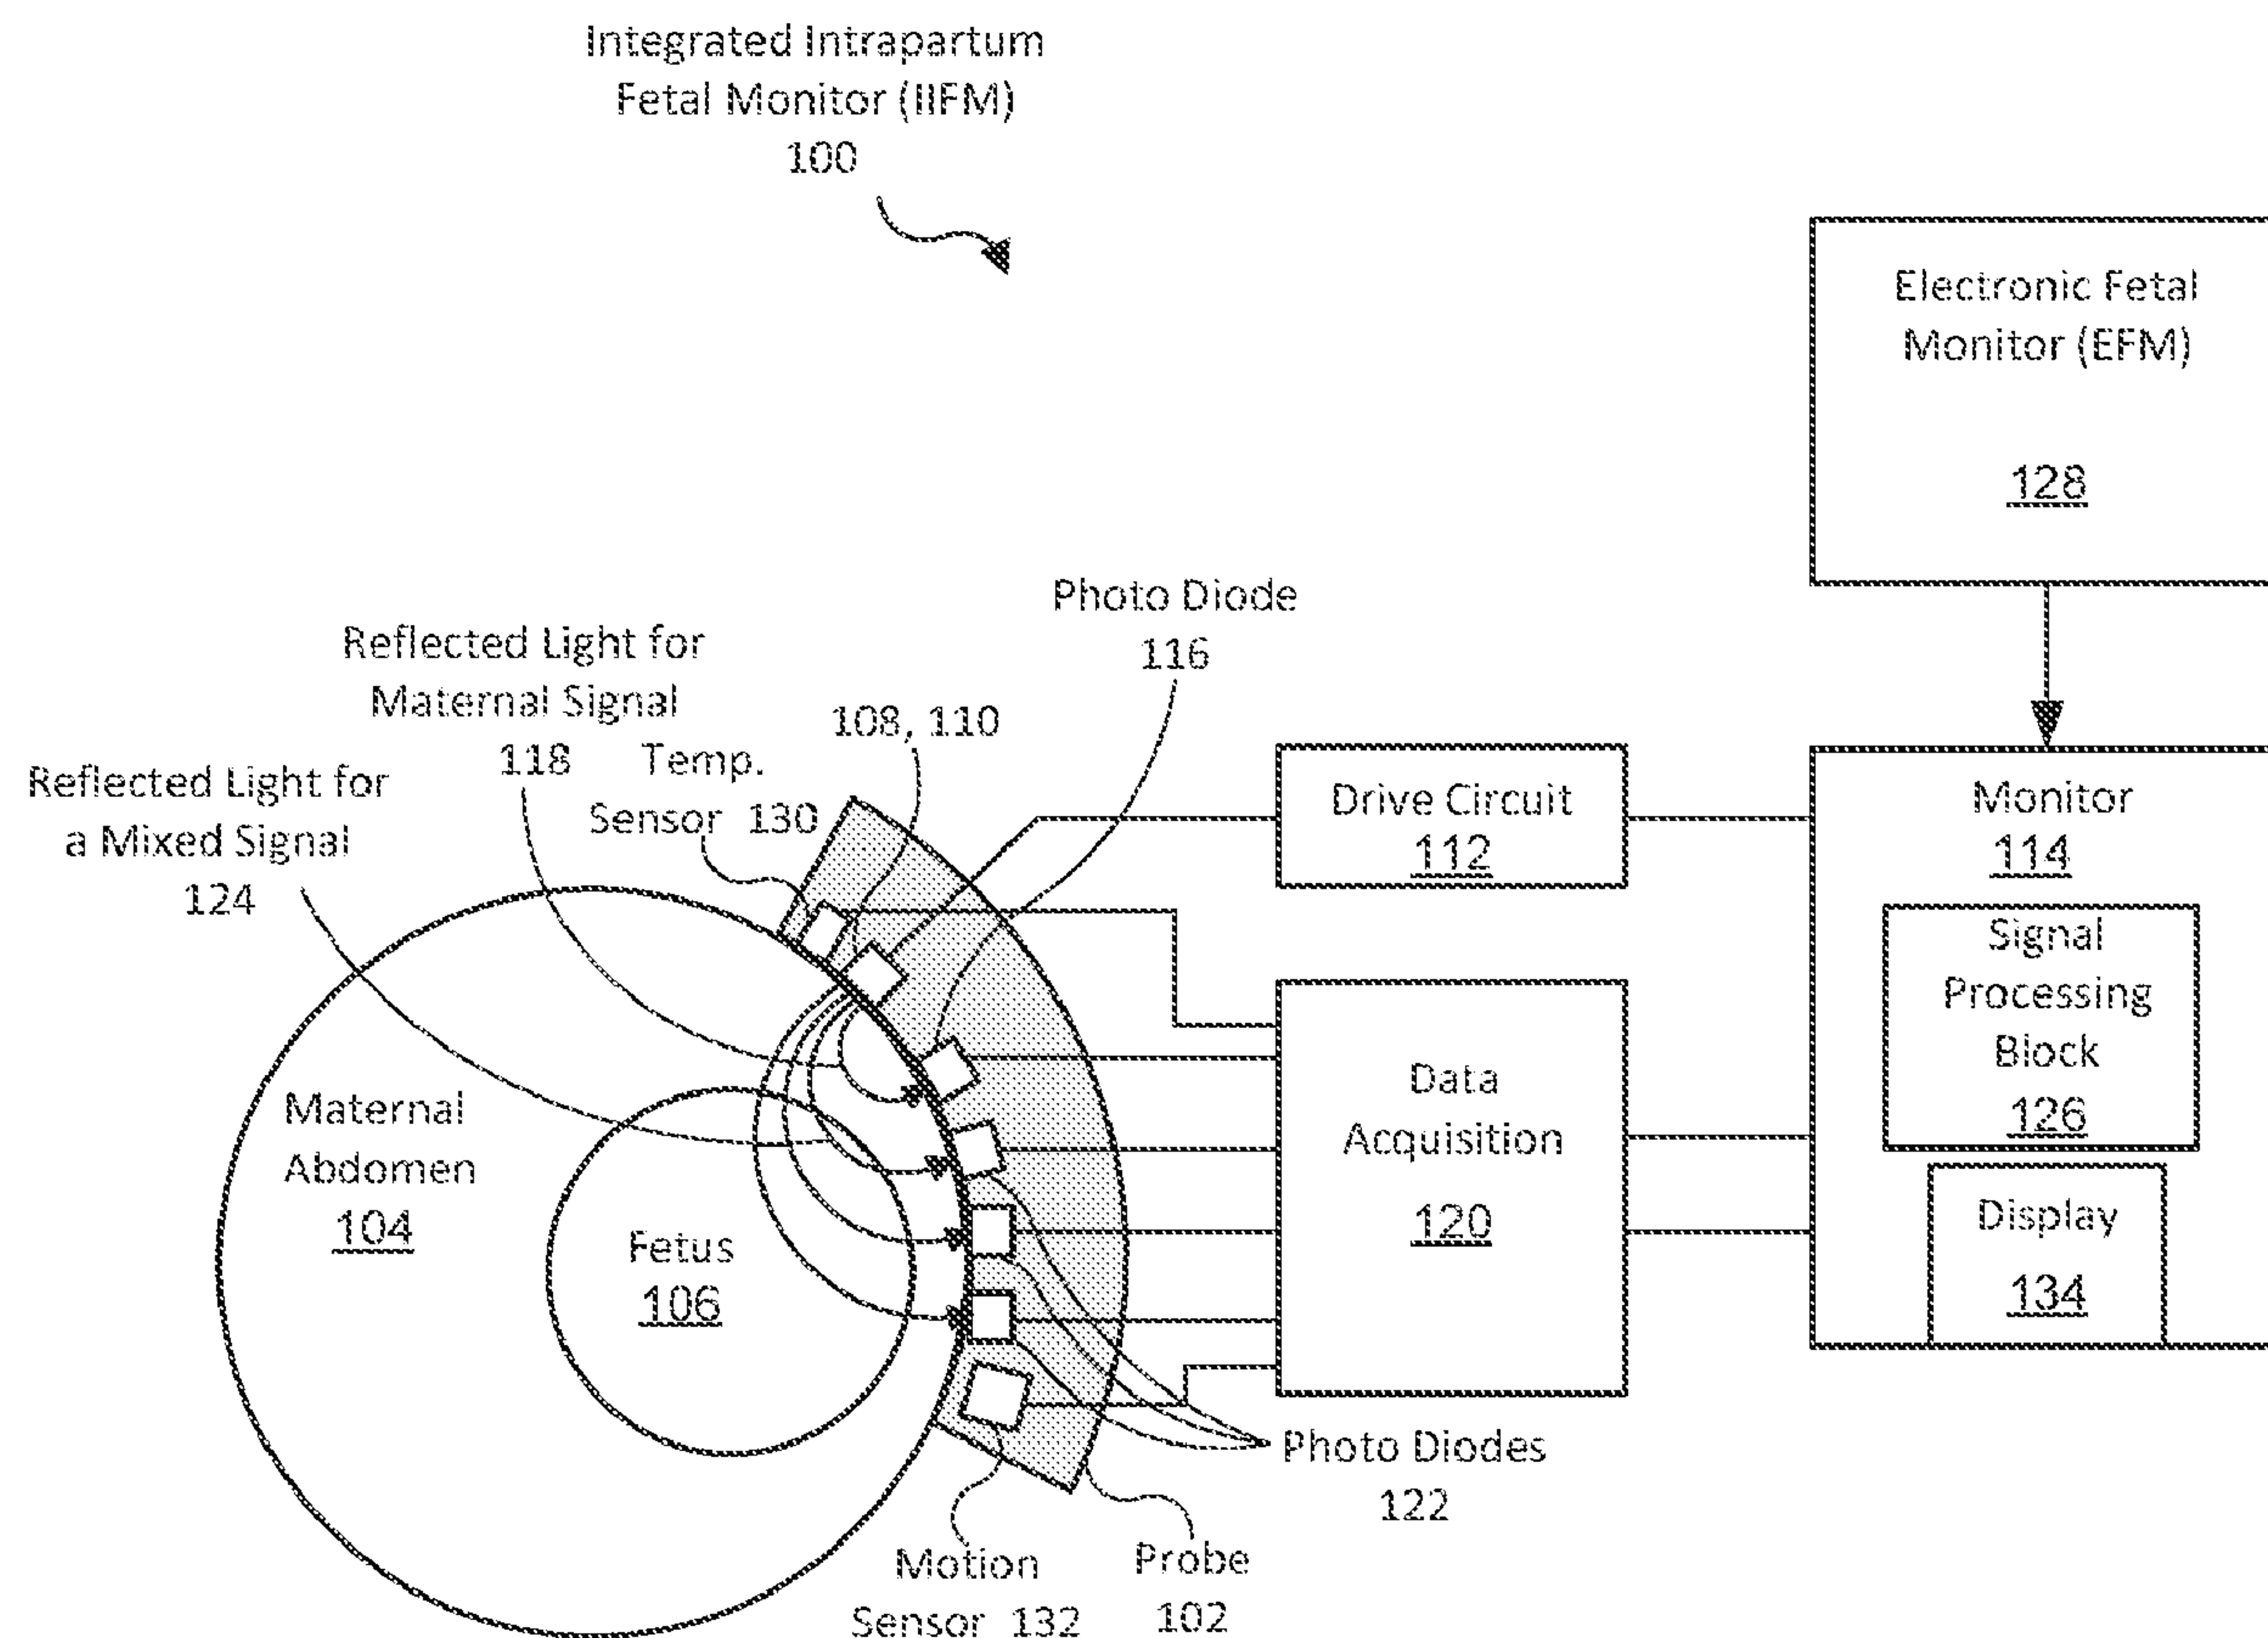 Integrated Intrapartum
Fetal Monitor (IIFM)
100
Electronic Fetal
Monitor (EFM)
128
Photo Diode
116
Reflected Light for
Maternal Signal
118
108, 110
Temp.
Sensor 130
Reflected Light for
a Mixed Signal
124
Drive Circuit
112
Monitor
114
Signal
Processing
Block
126
Display
134
Data
Acquisition
120
Maternal
Abdomen
104
Fetus
106
Photo Diodes
122
Motion
Sensor 132
Probe
102